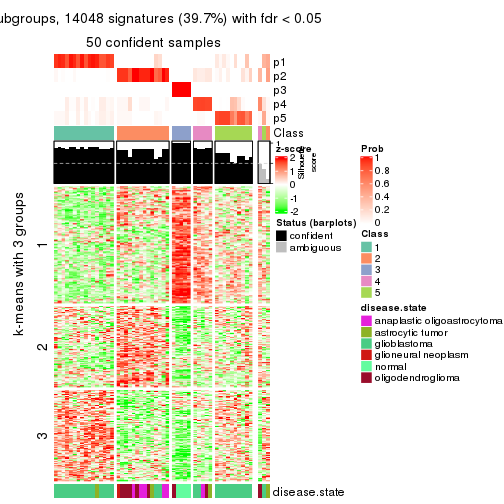 ubgroups, 14048 signatures (39.7%) with fdr < 0.05
50 confident samples
p1
p2
p3
p4
p5
Class
k-means with 3 groups
1
2
3
disease.state
z-score
2
1
0
-1
-2
1
Silhouette
score
Status (barplots)
confident
ambiguous
Prob
1
0.8
0.6
0.4
0.2
0
Class
1
2
3
4
5
disease.state
anaplastic oligoastrocytoma
astrocytic tumor
glioblastoma
glioneural neoplasm
normal
oligodendroglioma